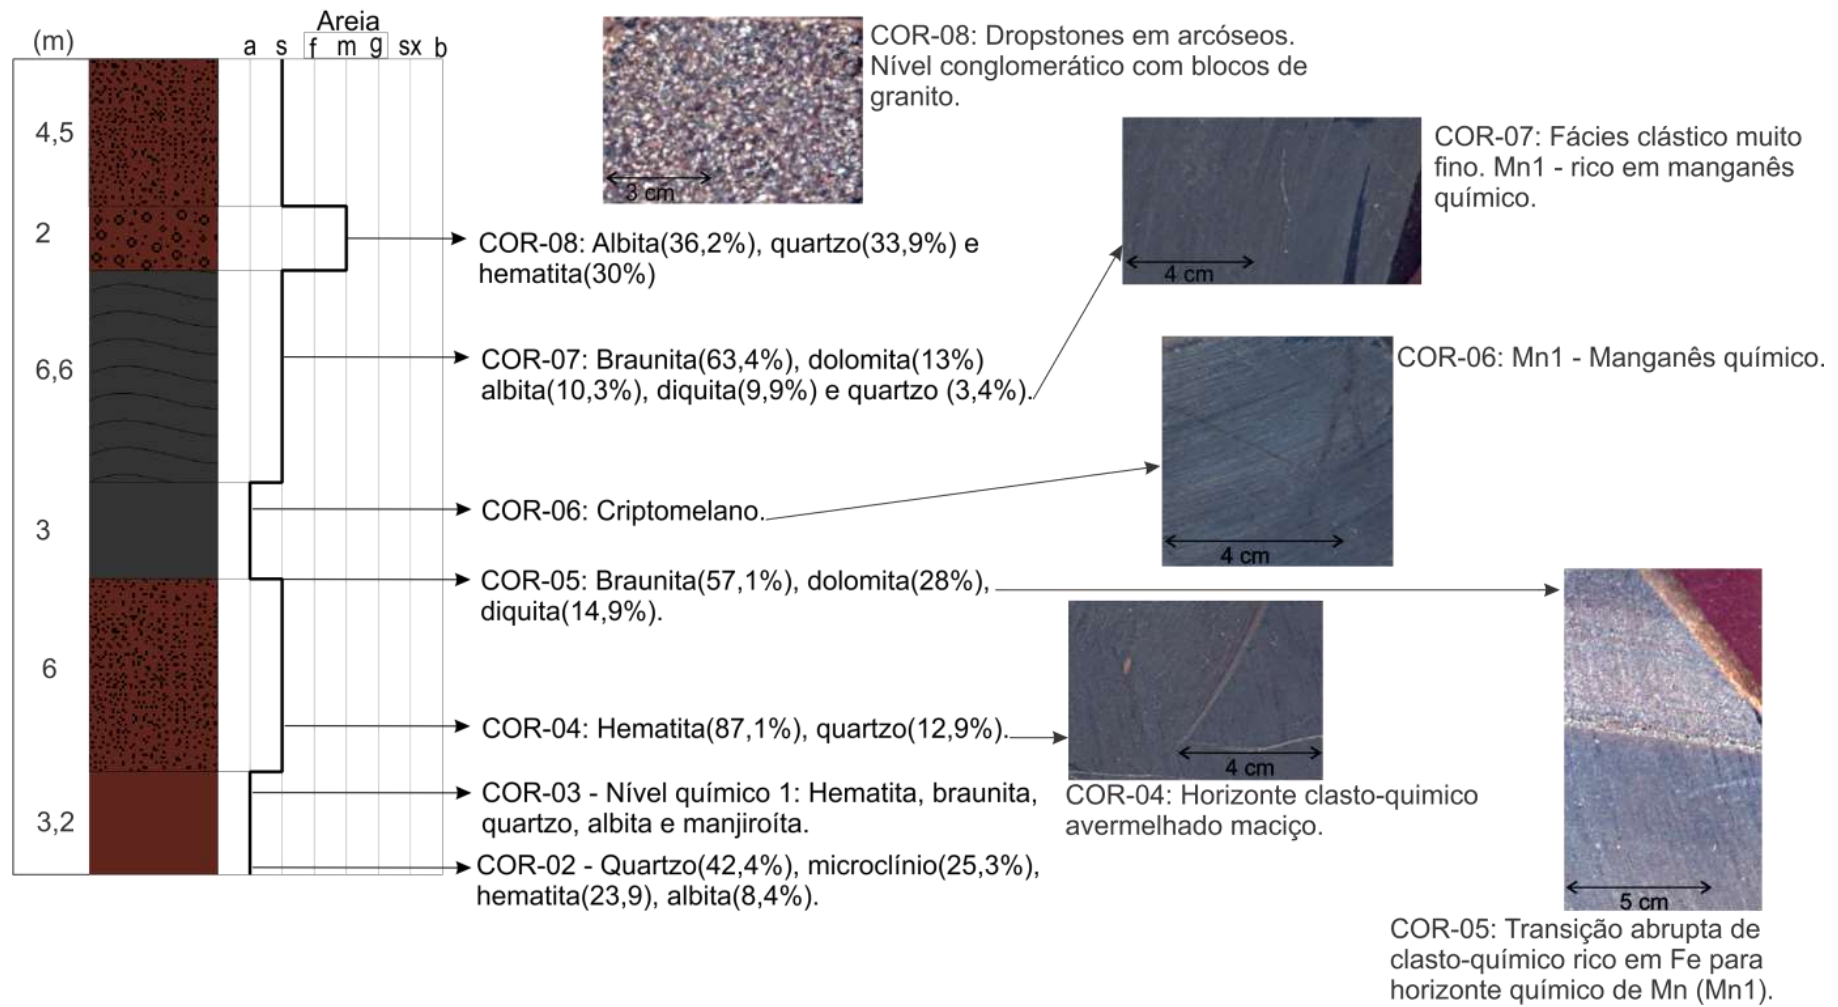 (m)
Areia
a s f m g sx b
4,5
2
6,6
3
6
3,2
3 cm
COR-08: Dropstones em arcóseos.
Nível conglomerático com blocos de
granito.
4 cm
COR-07: Fácies clástico muito
fino. Mn1 - rico em manganês
químico.
COR-08: Albita(36,2%), quartzo(33,9%) e
hematita(30%)
COR-07: Braunita(63,4%), dolomita(13%)
albita(10,3%), diquita(9,9%) e quartzo (3,4%).
4 cm
COR-06: Mn1 - Manganês químico.
COR-06: Criptomelano.
COR-05: Braunita(57,1%), dolomita(28%),
diquita(14,9%).
COR-04: Hematita(87,1%), quartzo(12,9%).
4 cm
COR-04: Horizonte clasto-quimico
avermelhado maciço.
COR-03 - Nível químico 1: Hematita, braunita,
quartzo, albita e manjiroíta.
COR-02 - Quartzo(42,4%), microclínio(25,3%),
hematita(23,9), albita(8,4%).
5 cm
COR-05: Transição abrupta de
clasto-químico rico em Fe para
horizonte químico de Mn (Mn1).